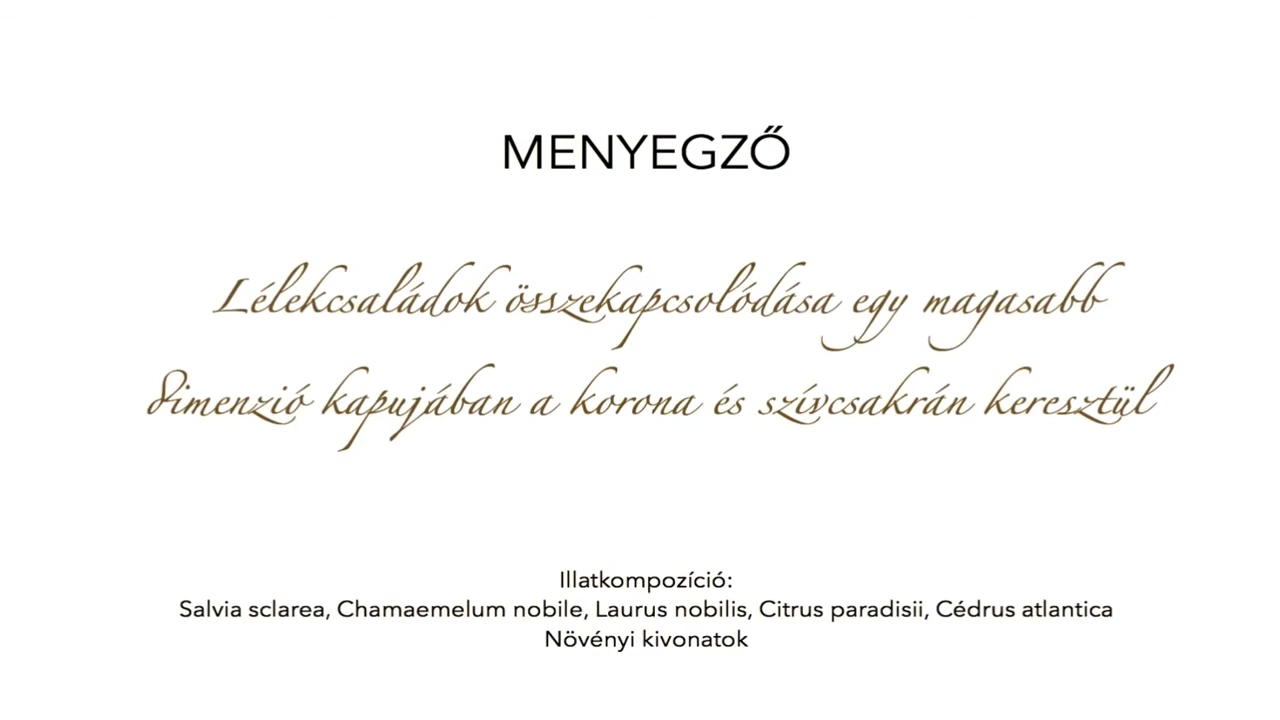 MENYEGZŐ
Lélekcsaládok összekapcsolódása egy magasabb
dimenzió kapujában a korona és szívcsakrán keresztül
Illatkompozíció:
Salvia sclarea, Chamaemelum nobile, Laurus nobilis, Citrus paradisii, Cédrus atlantica
Növényi kivonatok